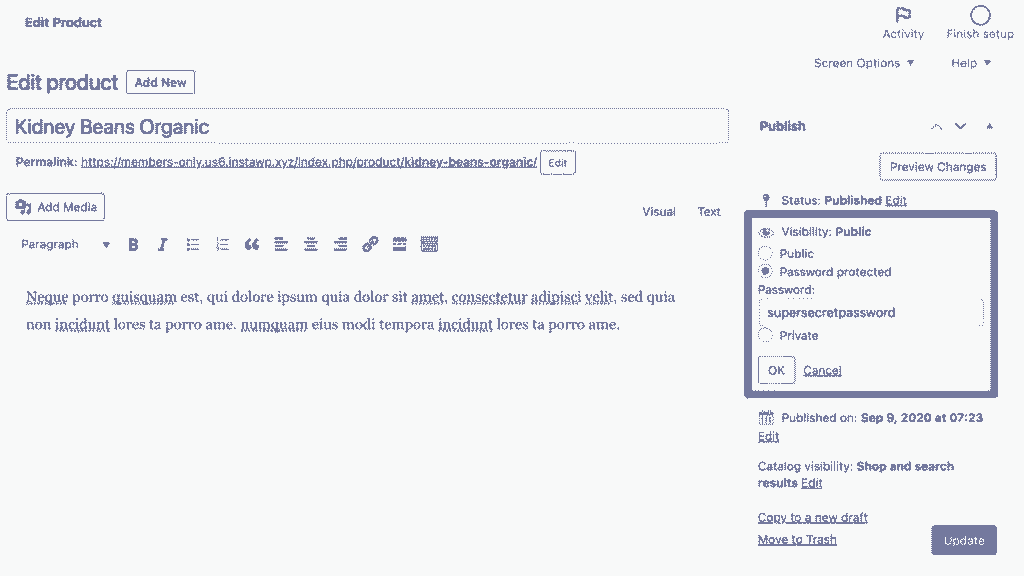 Edit Product
Activity
Finish setup
Screen Options
Help
Edit product
Add New
Kidney Beans Organic
Permalink: https://members-only.us6.instawp.xyz/index.php/product/kidney-beans-organic/ Edit
Add Media
Visual
Text
Paragraph
Neque porro quisquam est, qui dolore ipsum quia dolor sit amet, consectetur adipisci velit, sed quia
non incidunt lores ta porro ame. numquam eius modi tempora incidunt lores ta porro ame.
Publish
Preview Changes
Status: Published Edit
Visibility: Public
Public
Password protected
Password:
supersecretpassword
Private
OK
Cancel
Published on: Sep 9, 2020 at 07:23
Edit
Catalog visibility: Shop and search
results Edit
Copy to a new draft
Move to Trash
Update